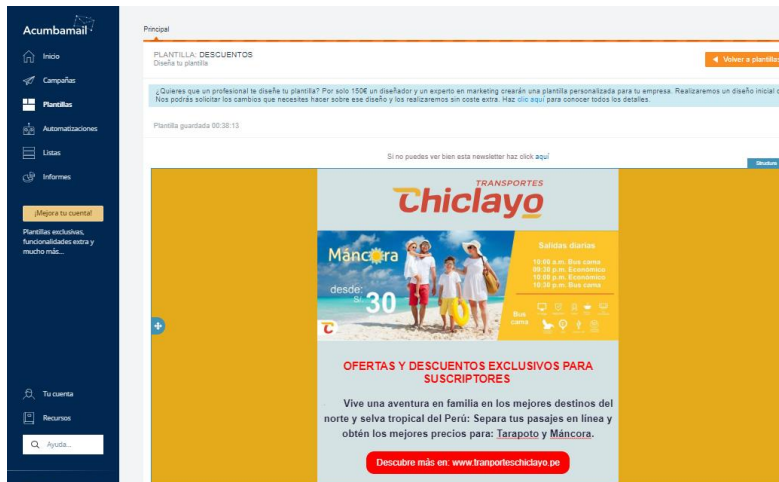 Acumbamail
Inicio
Campañas
Plantillas
Automatizaciones
Listas
Informes
¡Mejora tu cuenta!
Plantillas exclusivas,
funcionalidades extra y
mucho más...
Tu cuenta
Recursos
Ayuda...
Principal
PLANTILLA: DESCUENTOS
Diseña tu plantilla
Volver a plantillas
¿Quieres que un profesional te diseñe tu plantilla? Por solo 150€ un diseñador y un experto en marketing crearán una plantilla personalizada para tu empresa. Realizaremos un diseño inicial
Nos podrás solicitar los cambios que necesites hacer sobre ese diseño y los realizaremos sin coste extra. Haz clic aquí para conocer todos los detalles.
Plantilla guardada 00:38:13
Si no puedes ver bien esta newsletter haz click aquí
Structure
TRANSPORTES
Chiclayo
Máncora
desde:
S/. 30
Salidas diarias
10:00 a.m. Bus cama
09:30 p.m. Económico
10:00 p.m. Económico
10:30 p.m. Bus cama
Bus
cama
OFERTAS Y DESCUENTOS EXCLUSIVOS PARA
SUSCRIPTORES
Vive una aventura en familia en los mejores destinos del
norte y selva tropical del Perú: Separa tus pasajes en línea y
obtén los mejores precios para: Tarapoto y Máncora.
Descubre más en: www.tranporteschiclayo.pe